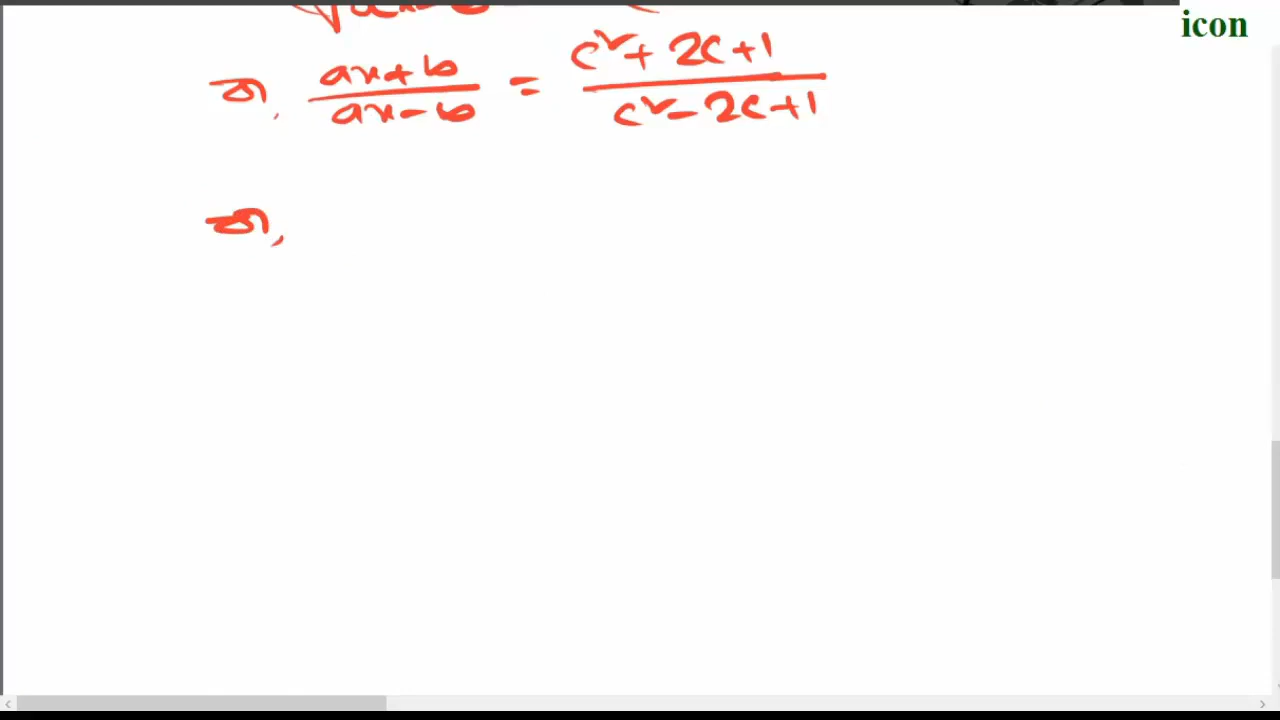 icon
বা, (ax+b)/(ax-b) = (c²+2c+1)/(c²-2c+1)
বা,